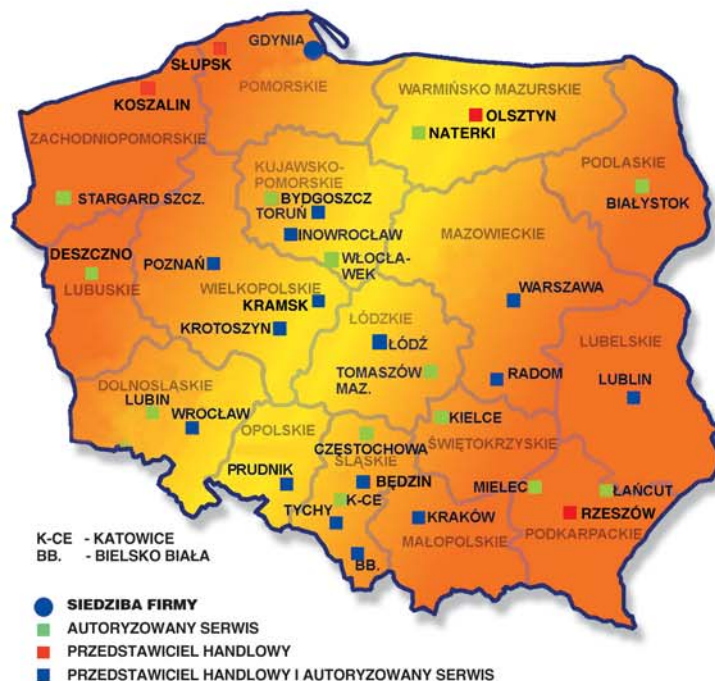 GDYNIA
SŁUPSK
POMORSKIE
WARMIŃSKO MAZURSKIE
KOSZALIN
OLSZTYN
NATERKI
ZACHODNIOPOMORSKIE
KUJAWSKO-
POMORSKIE
PODLASKIE
BYDGOSZCZ
STARGARD SZCZ.
BIAŁYSTOK
TORUŃ
INOWROCŁAW
MAZOWIECKIE
DESZCZNO
POZNAŃ
WŁOCŁA-
WEK
LUBUSKIE
WIELKOPOLSKIE
WARSZAWA
KRAMSK
ŁÓDZKIE
KROTOSZYN
ŁÓDŹ
LUBELSKIE
TOMASZÓW
MAZ.
RADOM
LUBLIN
DOLNOSLĄSKIE
LUBIN
WROCŁAW
KIELCE
OPOLSKIE
CZĘSTOCHOWA
ŚWIĘTOKRZYSKIE
ŚLĄSKIE
PRUDNIK
BĘDZIN
MIELEC
ŁAŃCUT
K-CE
TYCHY
KRAKÓW
RZESZÓW
PODKARPACKIE
MAŁOPOLSKIE
BB.
K-CE - KATOWICE
BB. - BIELSKO BIAŁA
SIEDZIBA FIRMY
AUTORYZOWANY SERWIS
PRZEDSTAWICIEL HANDLOWY
PRZEDSTAWICIEL HANDLOWY I AUTORYZOWANY SERWIS